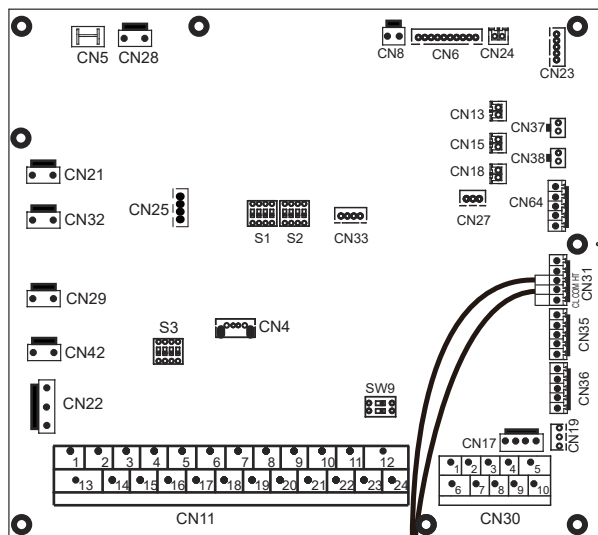 CN5
CN28
CN8
CN6
CN24
CN23
CN13
CN37
CN15
CN38
CN18
CN21
CN32
CN25
S1
S2
CN33
CN27
CN64
CN31
CL COM HT
CN29
CN4
CN35
S3
CN42
CN36
CN22
SW9
CN17
CN19
1 2 3 4 5 6 7 8 9 10 11 12
13 14 15 16 17 18 19 20 21 22 23 24
CN11
1 2 3 4 5
6 7 8 9 10
CN30